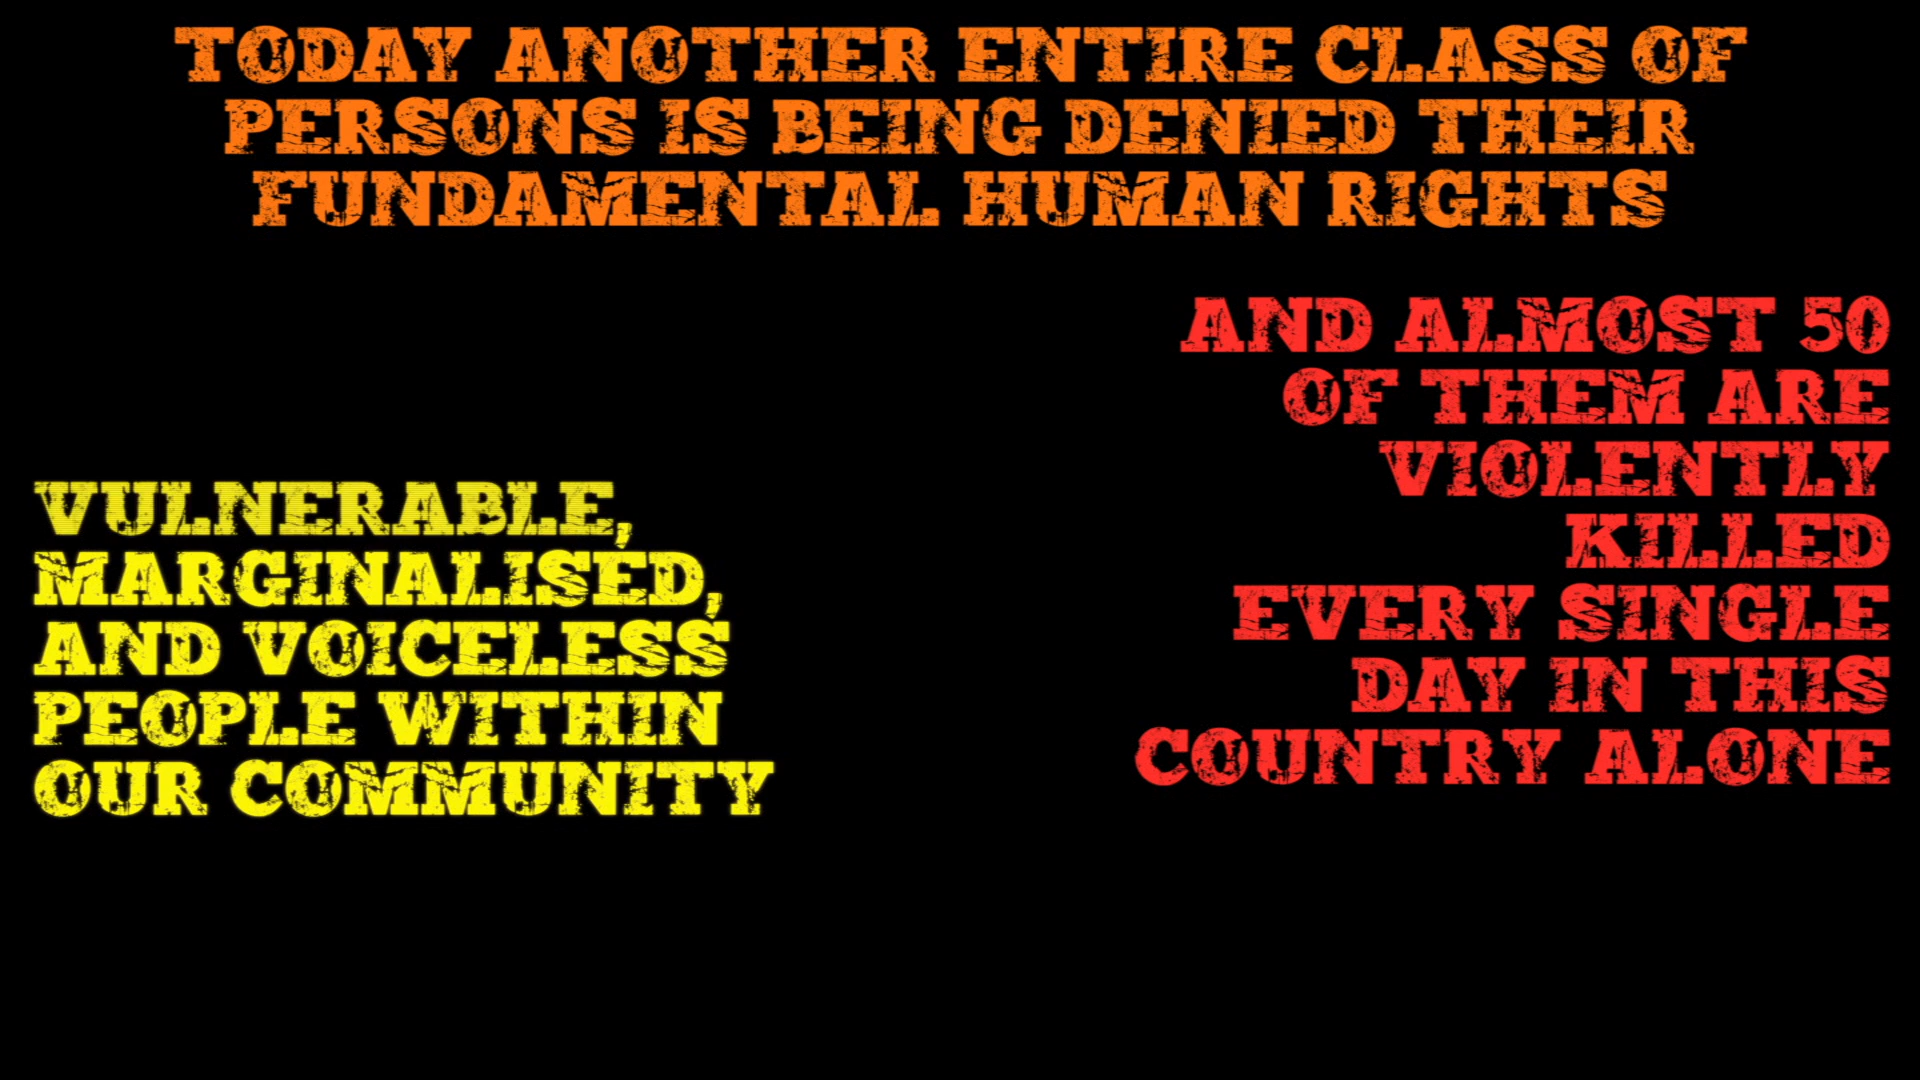 TODAY ANOTHER ENTIRE CLASS OF
PERSONS IS BEING DENIED THEIR
FUNDAMENTAL HUMAN RIGHTS
VULNERABLE,
MARGINALISED,
AND VOICELESS
PEOPLE WITHIN
OUR COMMUNITY
AND ALMOST 50
OF THEM ARE
VIOLENTLY
KILLED
EVERY SINGLE
DAY IN THIS
COUNTRY ALONE